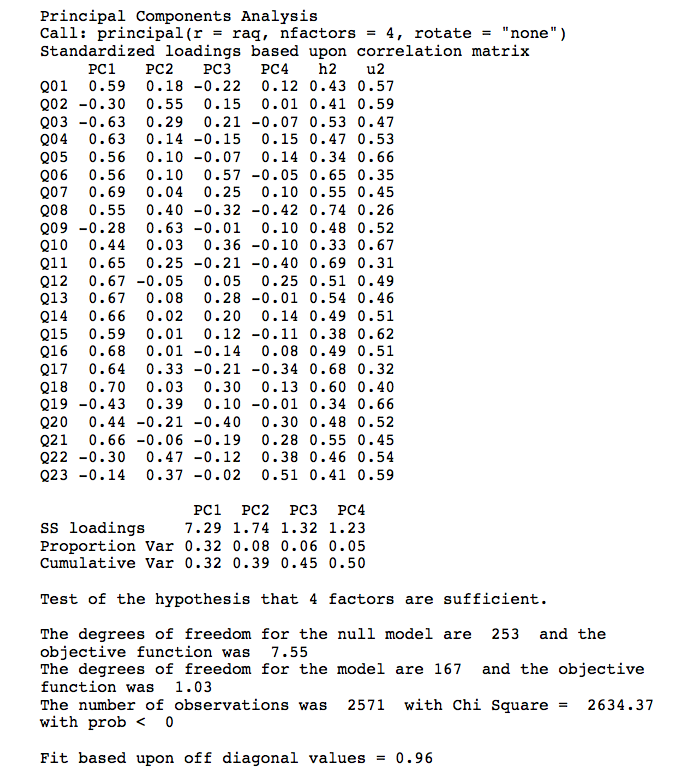 Principal Components Analysis
Call: principal(r = raq, nfactors = 4, rotate = "none")
Standardized loadings based upon correlation matrix
PC1 PC2 PC3 PC4 h2 u2
Q01 0.59 0.18 -0.22 0.12 0.43 0.57
Q02 -0.30 0.55 0.15 0.01 0.41 0.59
Q03 -0.63 0.29 0.21 -0.07 0.53 0.47
Q04 0.63 0.14 -0.15 0.15 0.47 0.53
Q05 0.56 0.10 -0.07 0.14 0.34 0.66
Q06 0.56 0.10 0.57 -0.05 0.65 0.35
Q07 0.69 0.04 0.25 0.10 0.55 0.45
Q08 0.55 0.40 -0.32 -0.42 0.74 0.26
Q09 -0.28 0.63 -0.01 0.10 0.48 0.52
Q10 0.44 0.03 0.36 -0.10 0.33 0.67
Q11 0.65 0.25 -0.21 -0.40 0.69 0.31
Q12 0.67 -0.05 0.05 0.25 0.51 0.49
Q13 0.67 0.08 0.28 -0.01 0.54 0.46
Q14 0.66 0.02 0.20 0.14 0.49 0.51
Q15 0.59 0.01 0.12 -0.11 0.38 0.62
Q16 0.68 0.01 -0.14 0.08 0.49 0.51
Q17 0.64 0.33 -0.21 -0.34 0.68 0.32
Q18 0.70 0.03 0.30 0.13 0.60 0.40
Q19 -0.43 0.39 0.10 -0.01 0.34 0.66
Q20 0.44 -0.21 -0.40 0.30 0.48 0.52
Q21 0.66 -0.06 -0.19 0.28 0.55 0.45
Q22 -0.30 0.47 -0.12 0.38 0.46 0.54
Q23 -0.14 0.37 -0.02 0.51 0.41 0.59
PC1 PC2 PC3 PC4
SS loadings 7.29 1.74 1.32 1.23
Proportion Var 0.32 0.08 0.06 0.05
Cumulative Var 0.32 0.39 0.45 0.50
Test of the hypothesis that 4 factors are sufficient.
The degrees of freedom for the null model are 253 and the
objective function was 7.55
The degrees of freedom for the model are 167 and the objective
function was 1.03
The number of observations was 2571 with Chi Square = 2634.37
with prob < 0
Fit based upon off diagonal values = 0.96